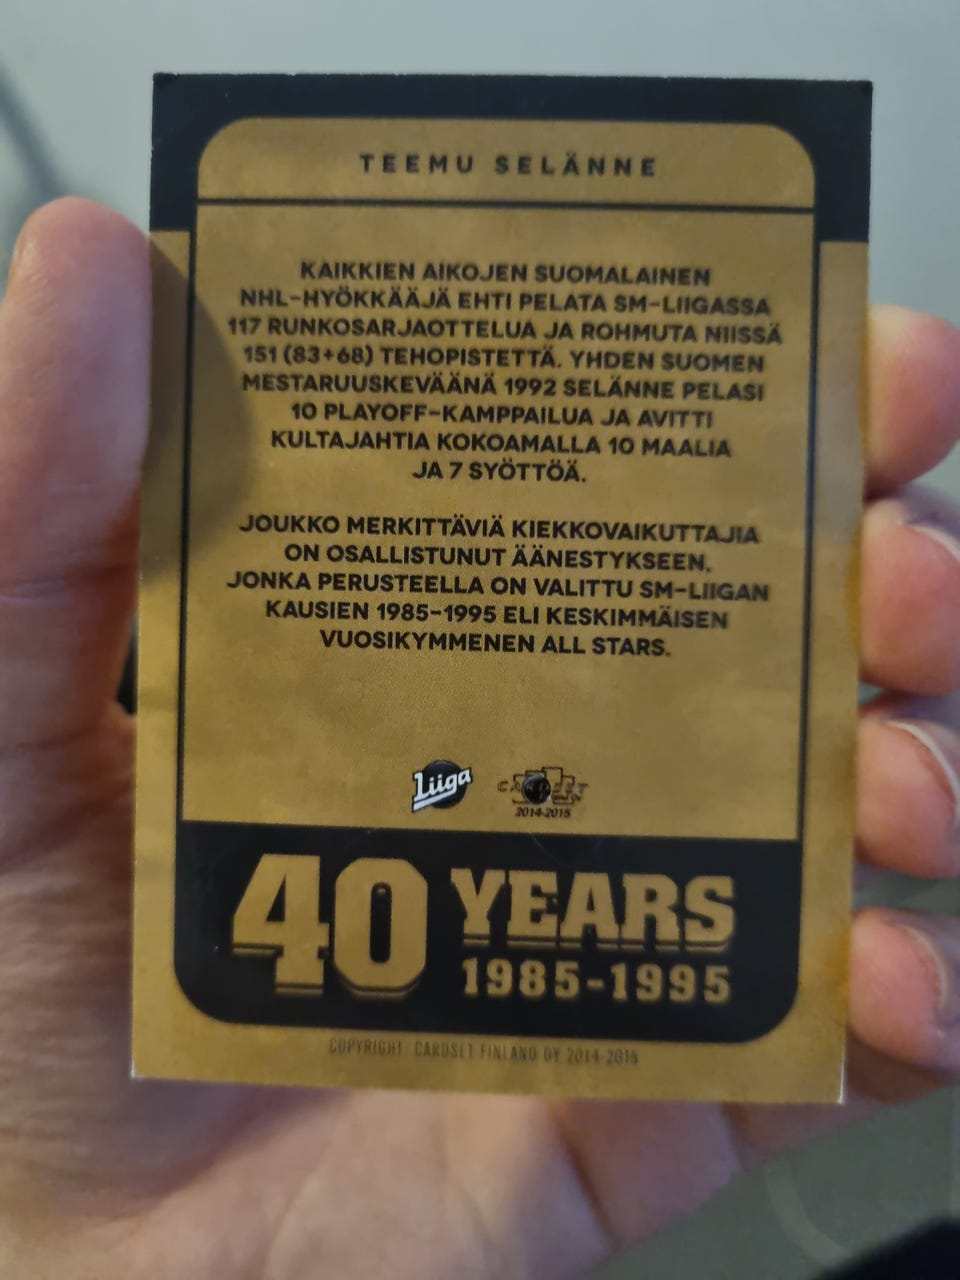 TEEMU SELÄNNE
KAIKKIEN AIKOJEN SUOMALAINEN
NHL-HYÖKKÄÄJÄ EHTI PELATA SM-LIIGASSA
117 RUNKOSARJAOTTELUA JA ROHMUTA NIISSÄ
151 (83+68) TEHOPISTETTÄ. YHDEN SUOMEN
MESTARUUSKEVÄÄNÄ 1992 SELÄNNE PELASI
10 PLAYOFF-KAMPPAILUA JA AVITTI
KULTAJAHTIA KOKOAMALLA 10 MAALIA
JA 7 SYÖTTÖÄ.
JOUKKO MERKITTÄVIÄ KIEKKOVAIKUTTAJIA
ON OSALLISTUNUT ÄÄNESTYKSEEN,
JONKA PERUSTEELLA ON VALITTU SM-LIIGAN
KAUSIEN 1985-1995 ELI KESKIMMÄISEN
VUOSIKYMMENEN ALL STARS.
Liiga
CARDSET
2014-2015
40 YEARS
1985-1995
COPYRIGHT CARDSET FINLAND OY 2014-2015